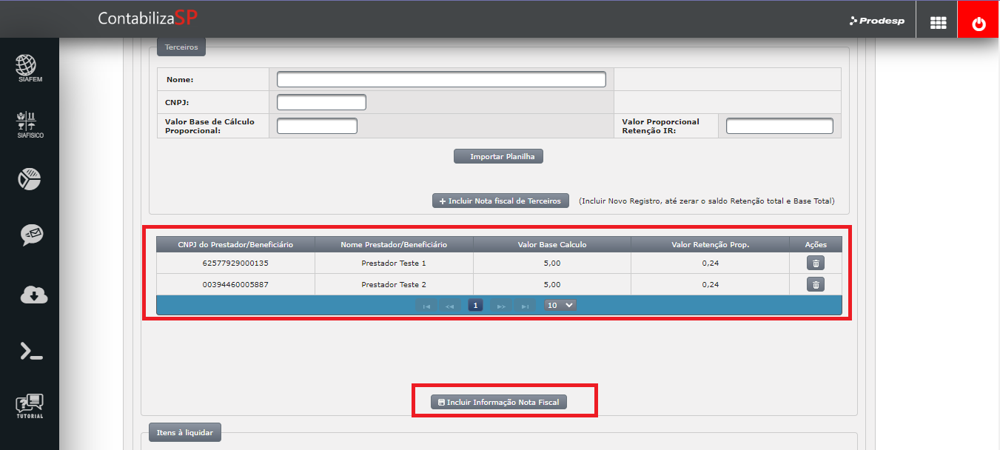 ContabilizaSP
Prodesp
SIAFEM
SIAFISICO
TUTORIAL
Terceiros
Nome:
CNPJ:
Valor Base de Cálculo
Proporcional:
Valor Proporcional
Retenção IR:
Importar Planilha
+ Incluir Nota fiscal de Terceiros (Incluir Novo Registro, até zerar o saldo Retenção total e Base Total)
CNPJ do Prestador/Beneficiário Nome Prestador/Beneficiário Valor Base Calculo Valor Retenção Prop. Ações
62577929000135 Prestador Teste 1 5,00 0,24
00394460005887 Prestador Teste 2 5,00 0,24
1 10
Incluir Informação Nota Fiscal
Itens à liquidar